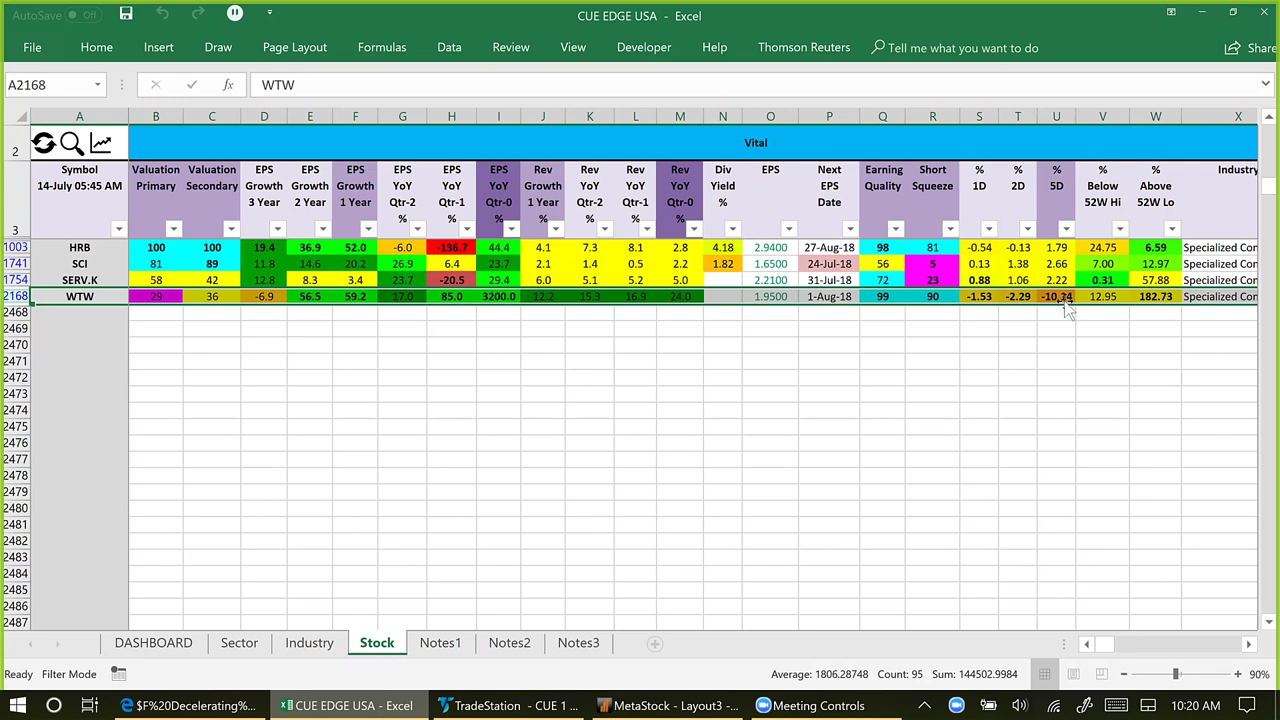 AutoSave Off CUE EDGE USA - Excel
File Home Insert Draw Page Layout Formulas Data Review View Developer Help Thomson Reuters Tell me what you want to do Share
A2168 fx WTW
A B C D E F G H I J K L M N O P Q R S T U V W X
2 Vital
3 Symbol 14-July 05:45 AM Valuation Primary Valuation Secondary EPS Growth 3 Year EPS Growth 2 Year EPS Growth 1 Year EPS YoY Qtr-2 % EPS YoY Qtr-1 % EPS YoY Qtr-0 % Rev Growth 1 Year Rev YoY Qtr-2 % Rev YoY Qtr-1 % Rev YoY Qtr-0 % Div Yield % EPS Next EPS Date Earning Quality Short Squeeze % 1D % 2D % 5D % Below 52W Hi % Above 52W Lo Industry
1003 HRB 100 100 19.4 36.9 52.0 -6.0 -136.7 44.4 4.1 7.3 8.1 2.8 4.18 2.9400 27-Aug-18 98 81 -0.54 -0.13 1.79 24.75 6.59 Specialized Con
1741 SCI 81 89 11.8 14.6 20.2 26.9 6.4 23.7 2.1 1.4 0.5 2.2 1.82 1.6500 24-Jul-18 56 5 0.13 1.38 2.66 7.00 12.97 Specialized Con
1754 SERV.K 58 42 12.8 8.3 3.4 23.7 -20.5 29.4 6.0 5.1 5.2 5.0 2.2100 31-Jul-18 72 23 0.88 1.06 2.22 0.31 57.88 Specialized Con
2168 WTW 29 36 -6.9 56.5 59.2 17.0 85.0 3200.0 12.2 15.3 16.9 24.0 1.9500 1-Aug-18 99 90 -1.53 -2.29 -10.24 12.95 182.73 Specialized Con
2468
2469
2470
2471
2472
2473
2474
2475
2476
2477
2478
2479
2480
2481
2482
2483
2484
2485
2486
2487
DASHBOARD Sector Industry Stock Notes1 Notes2 Notes3
Ready Filter Mode Average: 1806.28748 Count: 95 Sum: 144502.9984 90%
$F%20Decelerating%... CUE EDGE USA - Excel TradeStation - CUE 1 ... MetaStock - Layout3 -... Meeting Controls 10:20 AM